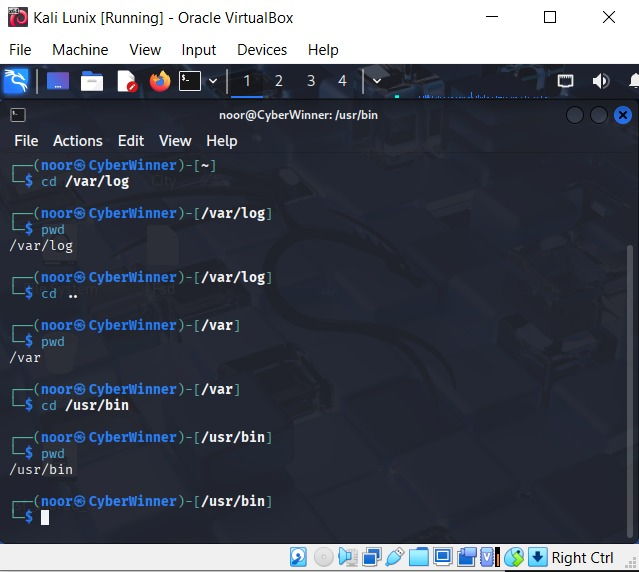 Kali Lunix [Running] - Oracle VirtualBox
File Machine View Input Devices Help
1 2 3 4
noor@CyberWinner: /usr/bin
File Actions Edit View Help
┌──(noor㉿CyberWinner)-[~]
└─$ cd /var/log
┌──(noor㉿CyberWinner)-[/var/log]
└─$ pwd
/var/log
┌──(noor㉿CyberWinner)-[/var/log]
└─$ cd ..
┌──(noor㉿CyberWinner)-[/var]
└─$ pwd
/var
┌──(noor㉿CyberWinner)-[/var]
└─$ cd /usr/bin
┌──(noor㉿CyberWinner)-[/usr/bin]
└─$ pwd
/usr/bin
┌──(noor㉿CyberWinner)-[/usr/bin]
└─$
Right Ctrl